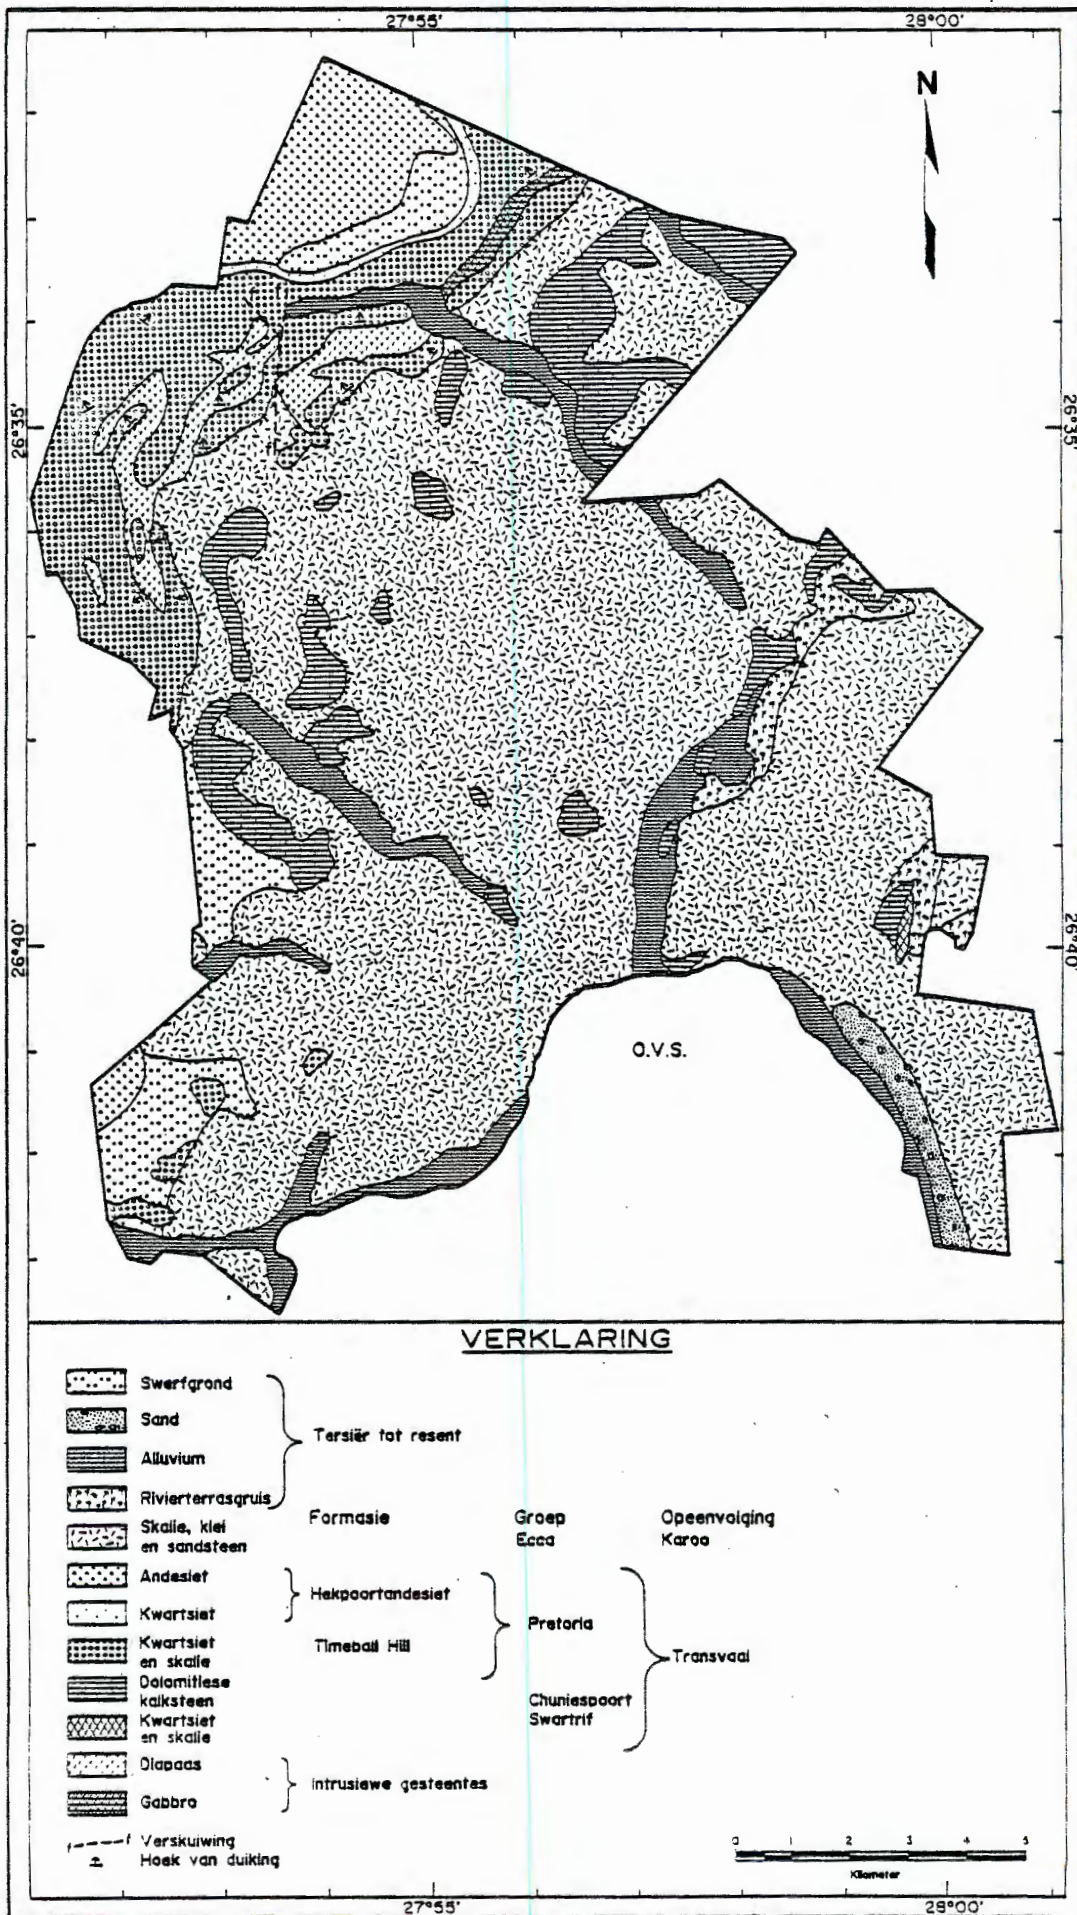 27°55' 28°00'
N
26°35' 26°35'
26°40' 26°40'
O.V.S.
VERKLARING
Swerfgrond
Sand
Tersiër tot resent
Alluvium
Rivierterrasgruis
Formasie Groep Opeenvolging
Skalie, klei
en sandsteen
Ecca Karoo
Andesiet
Hekpoortandesiet
Kwartsiet
Pretoria
Kwartsiet
en skalie
Timeball Hill
Transvaal
Dolomitiese
kalksteen
Chuniespoort
Kwartsiet
en skalie
Swartrif
Diabaas
Intrusiewe gesteentes
Gabbro
f f Verskuiwing
Hoek van duiking
0 1 2 3 4 5
Kilometer
27°55' 28°00'